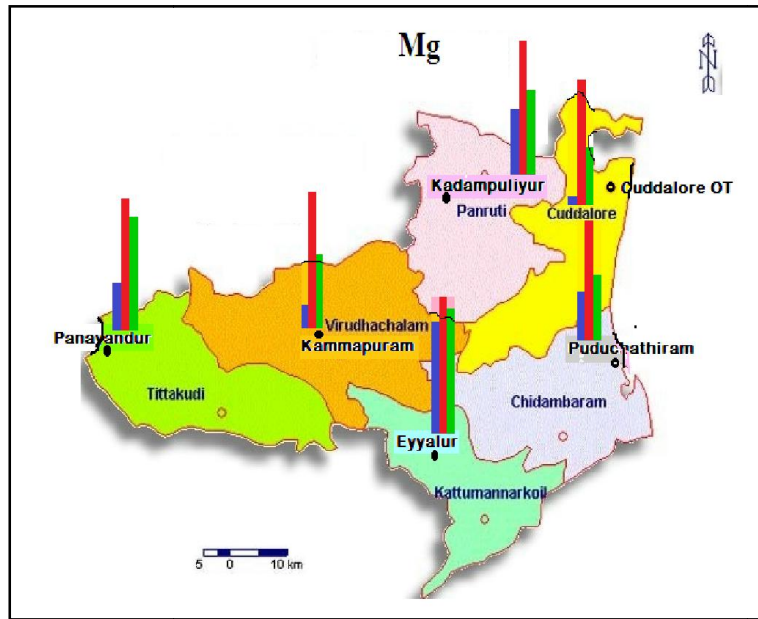 Mg
N
Kadampuliyur
Cuddalore OT
Panruti
Cuddalore
Panayandur
Virudhachalam
Kammapuram
Puduchathiram
Tittakudi
Chidambaram
Eyyalur
Kattumannarkoil
5 0 10 km